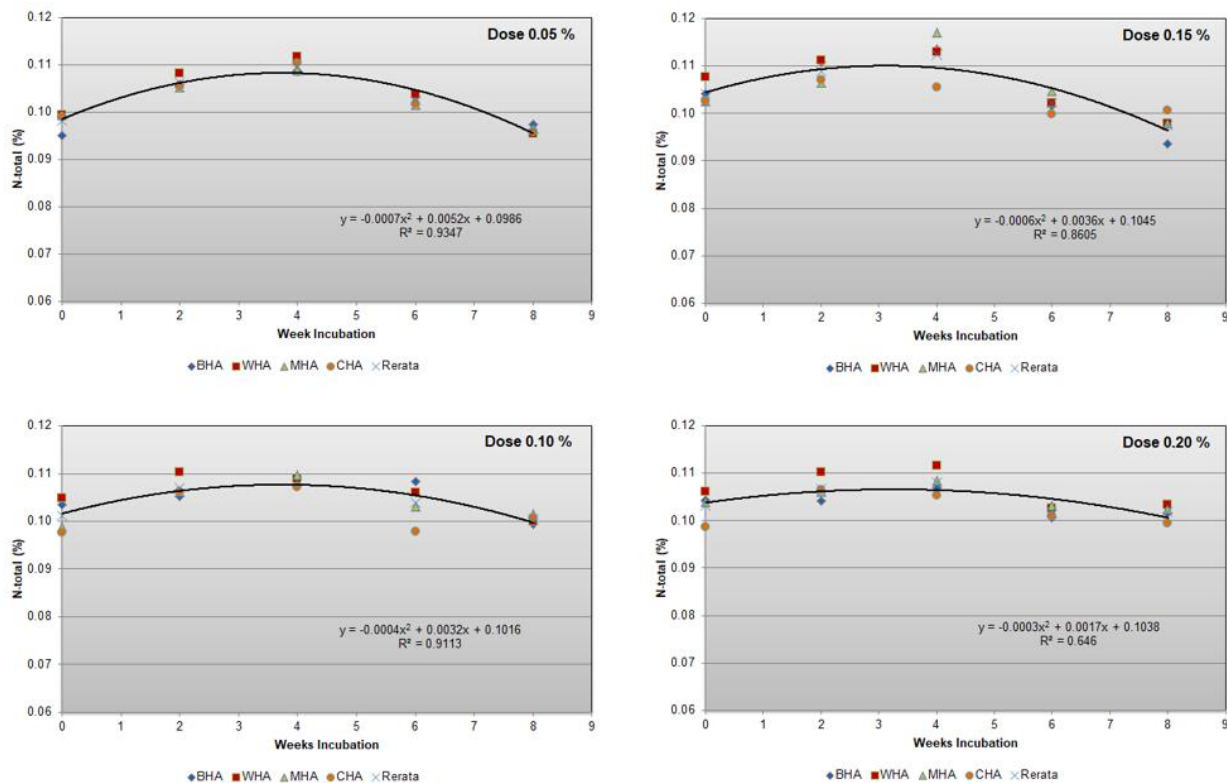 Dose 0.05 %
N-total (%)
0.12
0.11
0.10
0.09
0.08
0.07
0.06
y = -0.0007x² + 0.0052x + 0.0986
R² = 0.9347
0 1 2 3 4 5 6 7 8 9
Week Incubation
BHA WHA MHA CHA Rerata
Dose 0.15 %
N-total (%)
0.12
0.11
0.10
0.09
0.08
0.07
0.06
y = -0.0006x² + 0.0036x + 0.1045
R² = 0.8605
0 1 2 3 4 5 6 7 8 9
Weeks Incubation
BHA WHA MHA CHA Rerata
Dose 0.10 %
N-total (%)
0.12
0.11
0.10
0.09
0.08
0.07
0.06
y = -0.0004x² + 0.0032x + 0.1016
R² = 0.9113
0 1 2 3 4 5 6 7 8 9
Weeks Incubation
BHA WHA MHA CHA Rerata
Dose 0.20 %
N-total (%)
0.12
0.11
0.10
0.09
0.08
0.07
0.06
y = -0.0003x² + 0.0017x + 0.1038
R² = 0.646
0 1 2 3 4 5 6 7 8 9
Weeks Incubation
BHA WHA MHA CHA Rerata